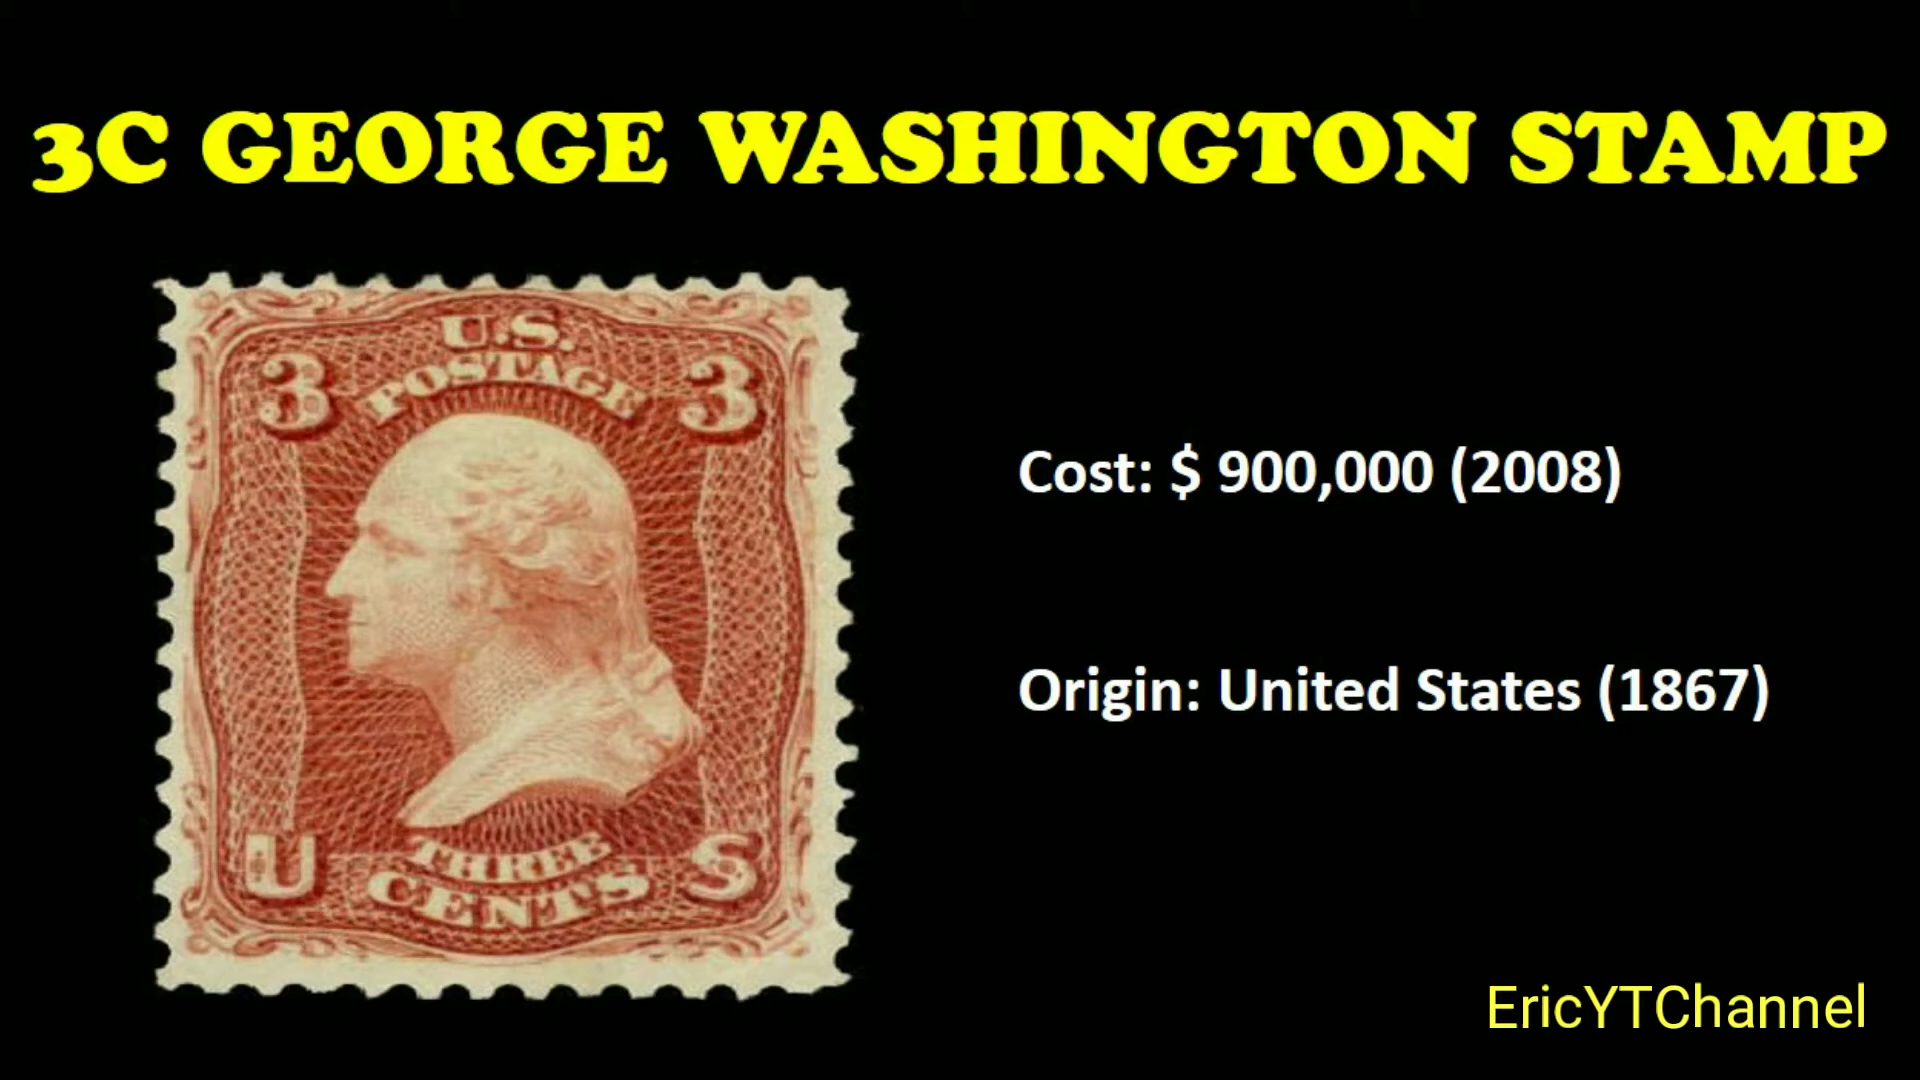 3C GEORGE WASHINGTON STAMP
U.S.
3 POSTAGE 3
Cost: $ 900,000 (2008)
Origin: United States (1867)
U THREE S
CENTS
EricYTChannel